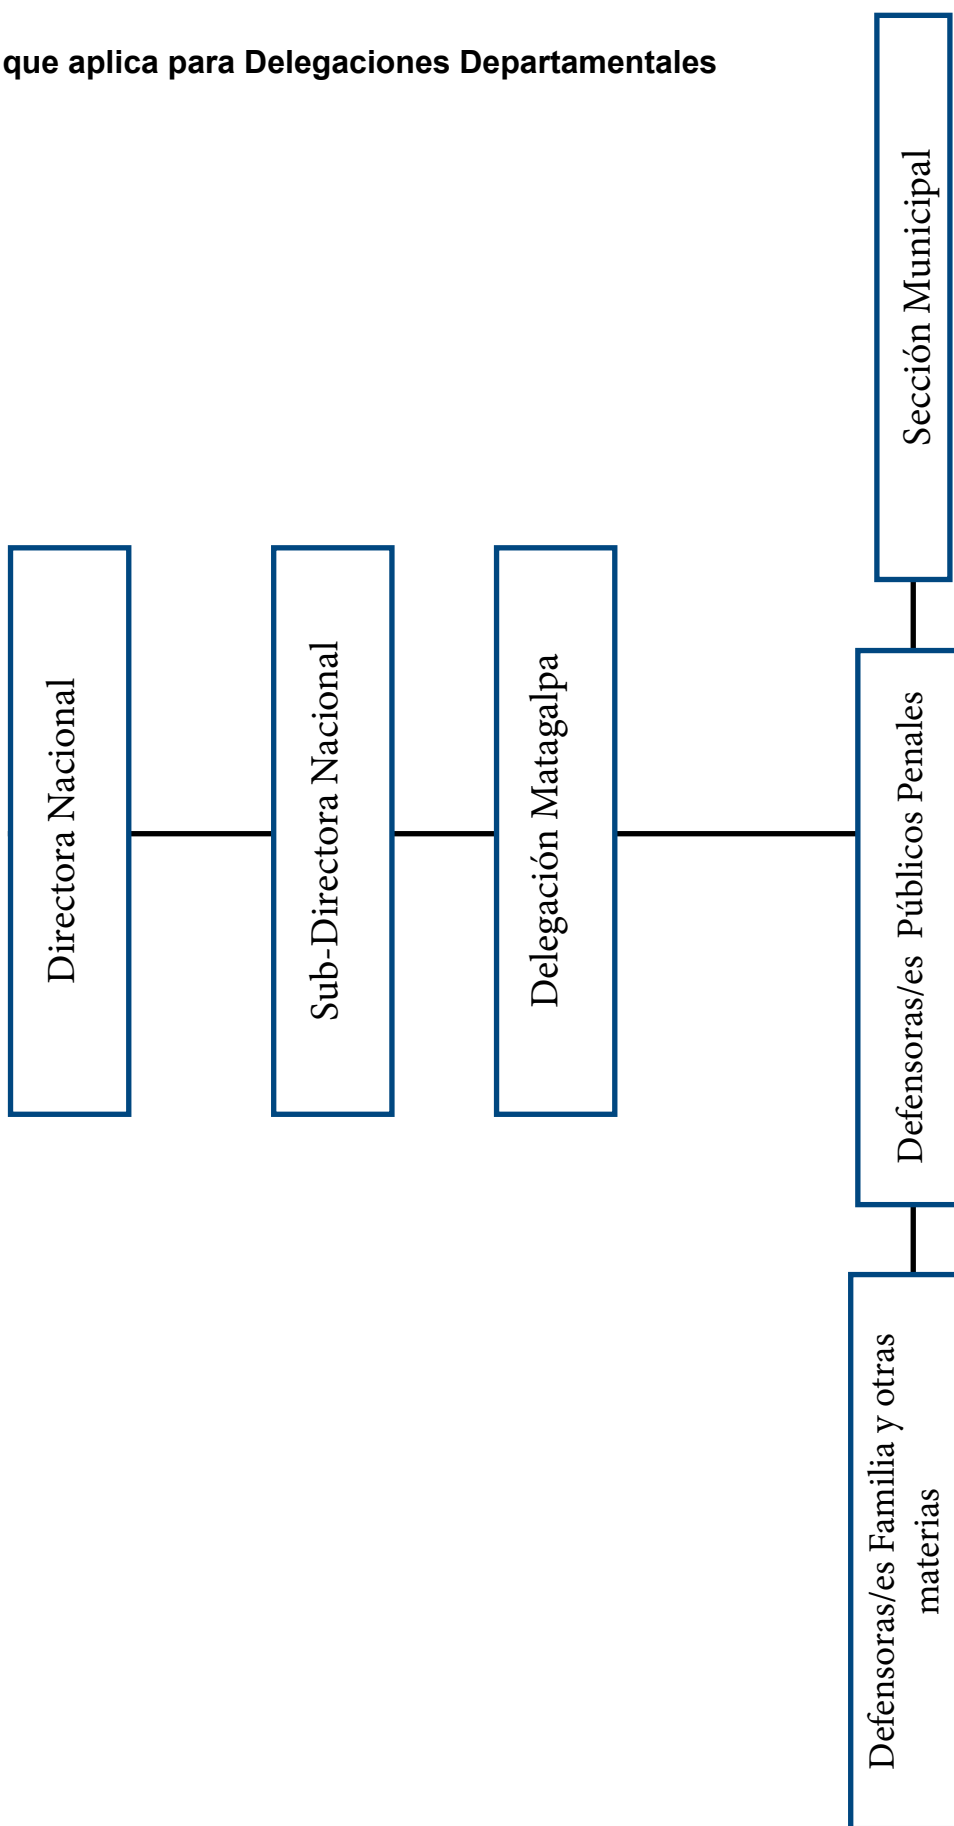 que aplica para Delegaciones Departamentales
Directora Nacional
Sub-Directora Nacional
Delegación Matagalpa
Defensoras/es Familia y otras
materias
Defensoras/es Públicos Penales
Sección Municipal